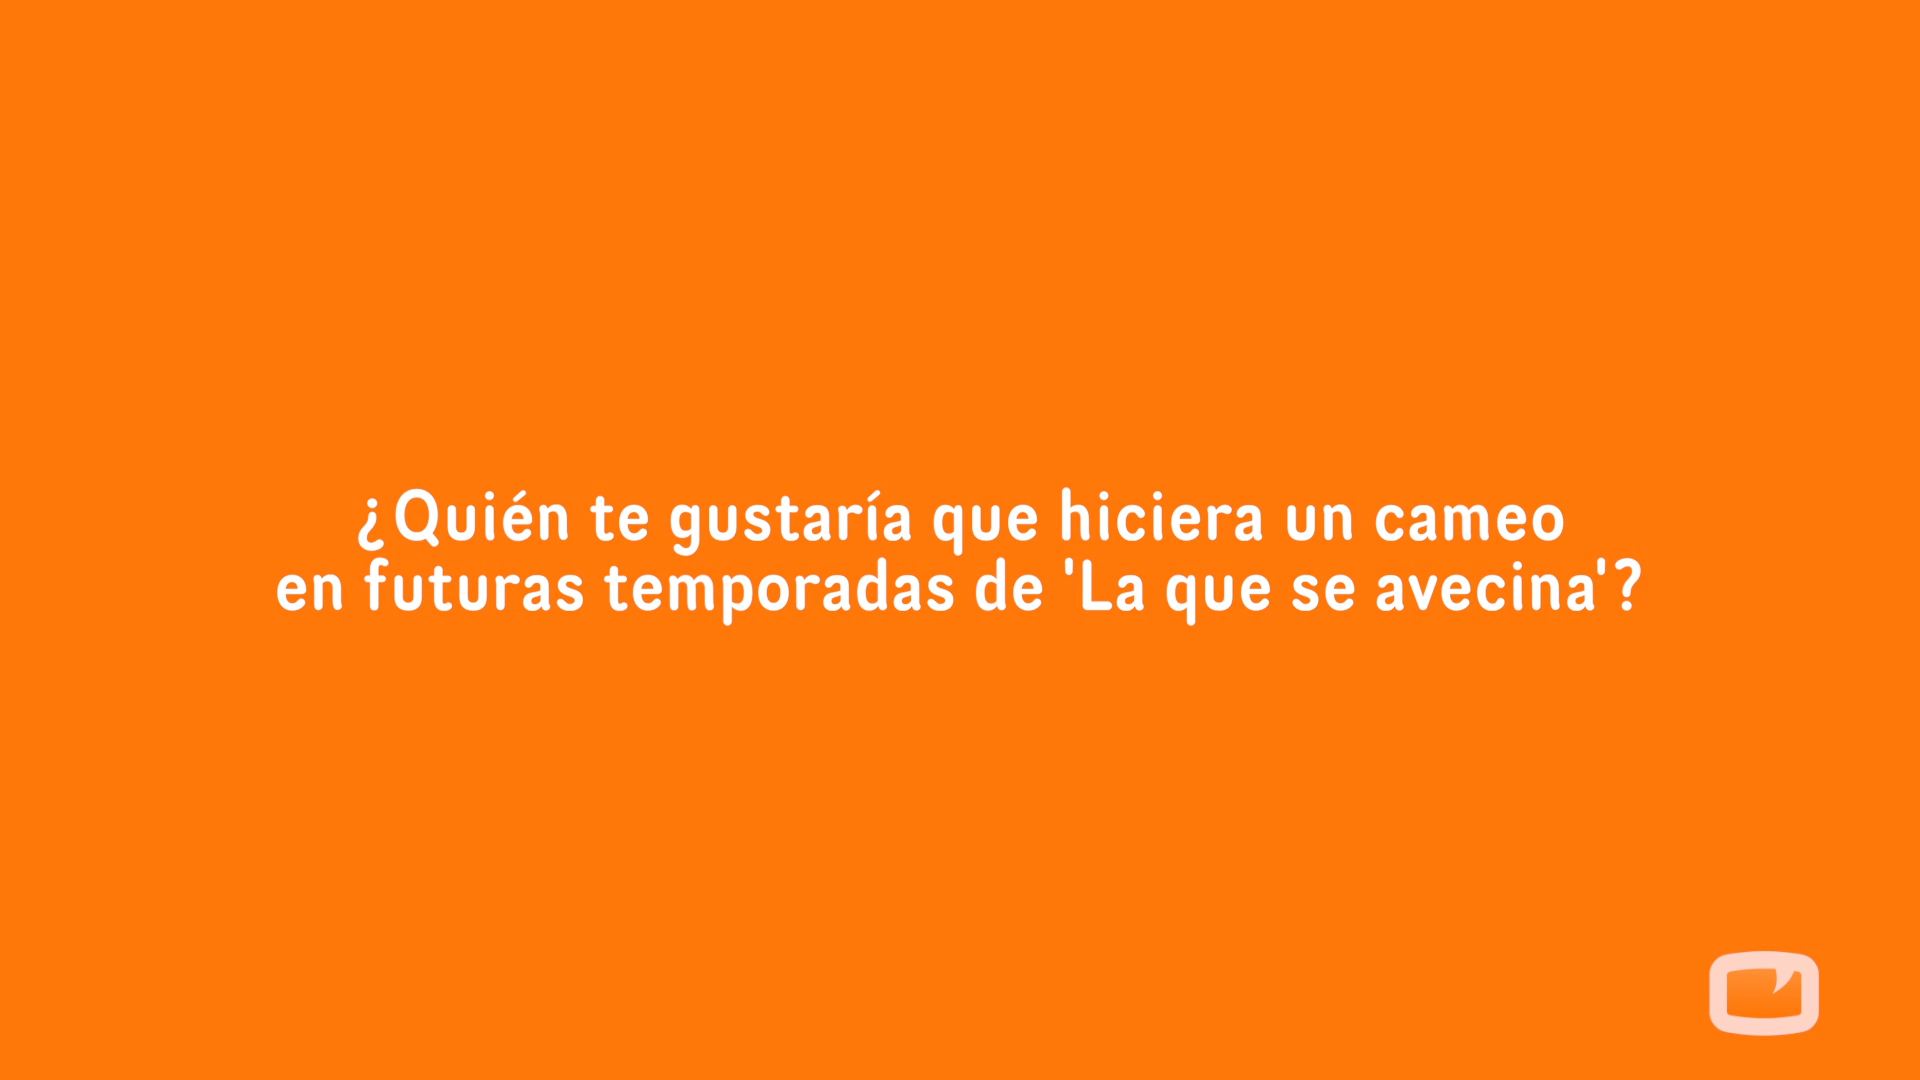 ¿Quién te gustaría que hiciera un cameo
en futuras temporadas de 'La que se avecina'?